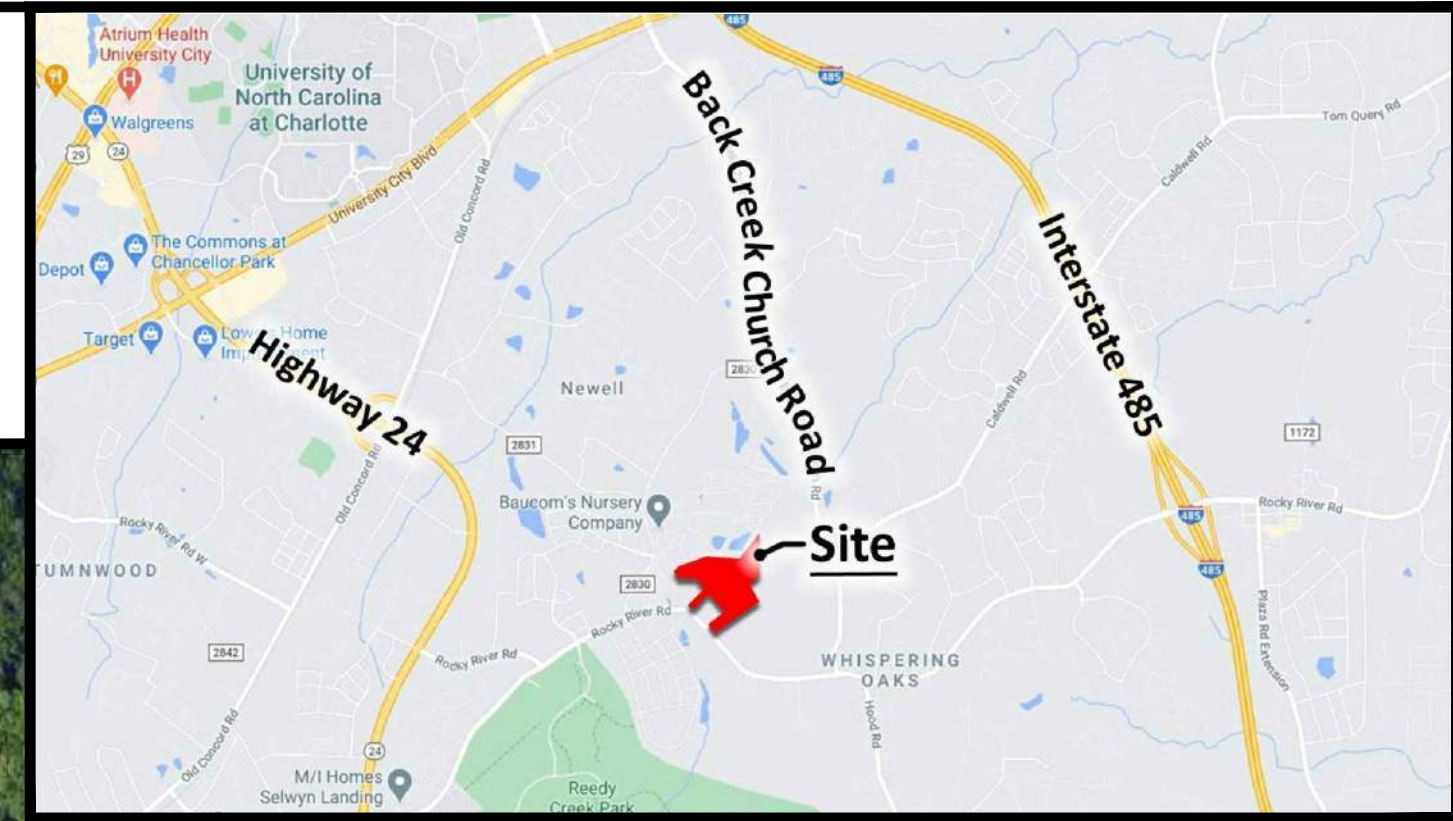 485
Atrium Health
University City
University of
North Carolina
at Charlotte
Walgreens
29
24
University City Blvd
Old Concord Rd
Back Creek Church Road
485
Tom Query Rd
Caldwell Rd
Interstate 485
The Commons at
Chancellor Park
Depot
Target
Lowe's Home
Highway 24
Newell
2830
2831
Caldwell Rd
1172
Old Concord Rd
Baucom's Nursery
Company
Rd
Rocky River Rd
485
Site
Rocky River Rd W
TUMNWOOD
2830
485
Rocky River Rd
Plaza Rd Extension
2842
Rocky River Rd
WHISPERING
OAKS
Hood Rd
Old Concord Rd
24
M/I Homes
Selwyn Landing
Reedy
Creek Park